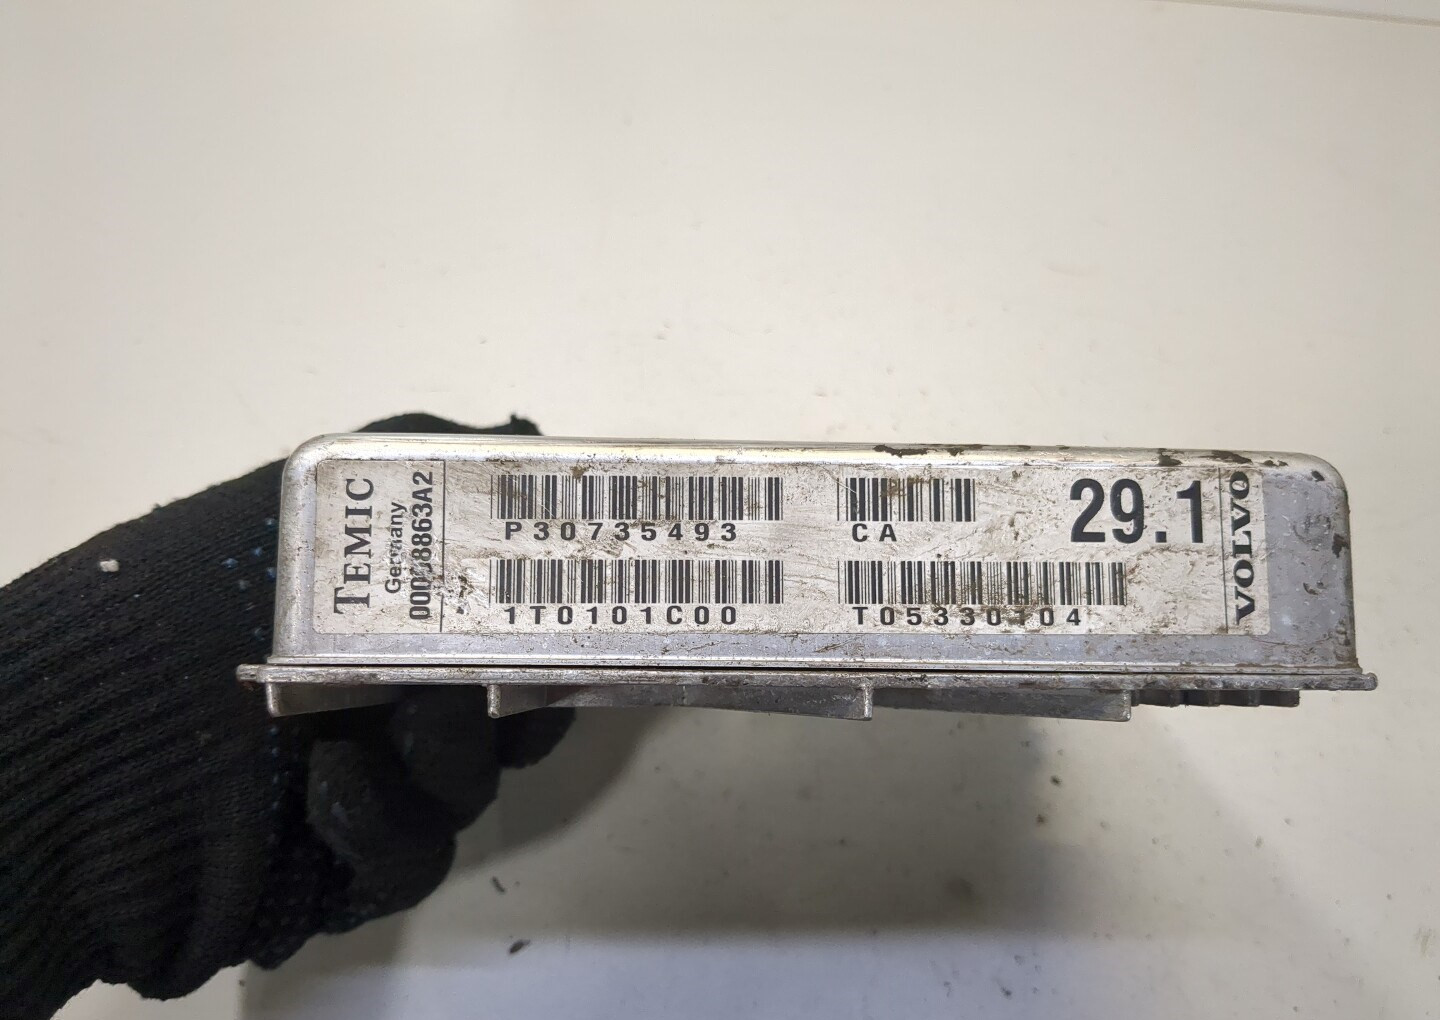 TEMIC
Germany
P30735493
CA
29.1
1T0101C00
VOLVO